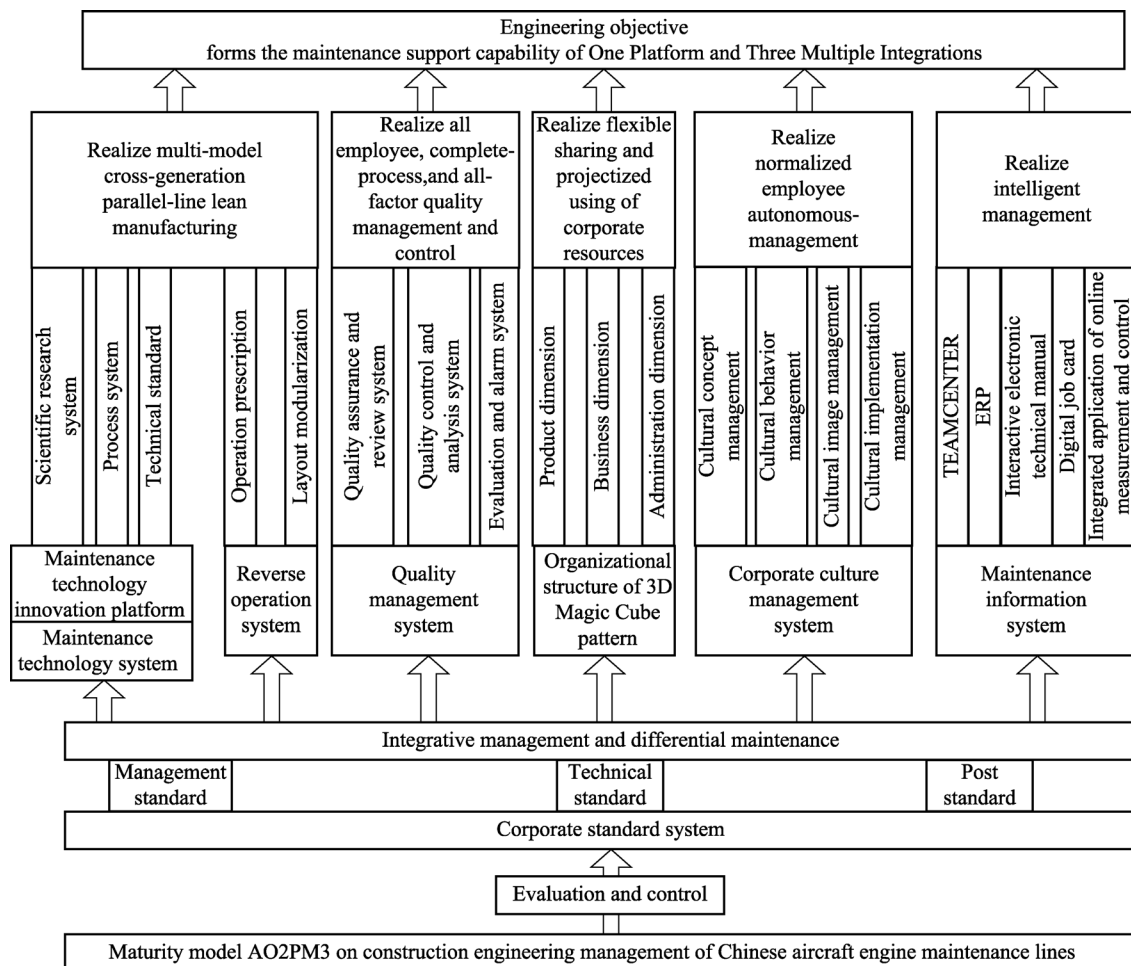 Engineering objective
forms the maintenance support capability of One Platform and Three Multiple Integrations
Realize multi-model
cross-generation
parallel-line lean
manufacturing
Realize all
employee, complete-
process,and all-
factor quality
management and
control
Realize flexible
sharing and
projectized
using of
corporate
resources
Realize
normalized
employee
autonomous-
management
Realize
intelligent
management
Scientific research
system
Process system
Technical standard
Operation prescription
Layout modularization
Quality assurance and
review system
Quality control and
analysis system
Evaluation and alarm system
Product dimension
Business dimension
Administration dimension
Cultural concept
management
Cultural behavior
management
Cultural image management
Cultural implementation
management
TEAMCENTER
ERP
Interactive electronic
technical manual
Digital job card
Integrated application of online
measurement and control
Maintenance
technology
innovation platform
Maintenance
technology system
Reverse
operation
system
Quality
management
system
Organizational
structure of 3D
Magic Cube
pattern
Corporate culture
management
system
Maintenance
information
system
Integrative management and differential maintenance
Management
standard
Technical
standard
Post
standard
Corporate standard system
Evaluation and control
Maturity model AO2PM3 on construction engineering management of Chinese aircraft engine maintenance lines